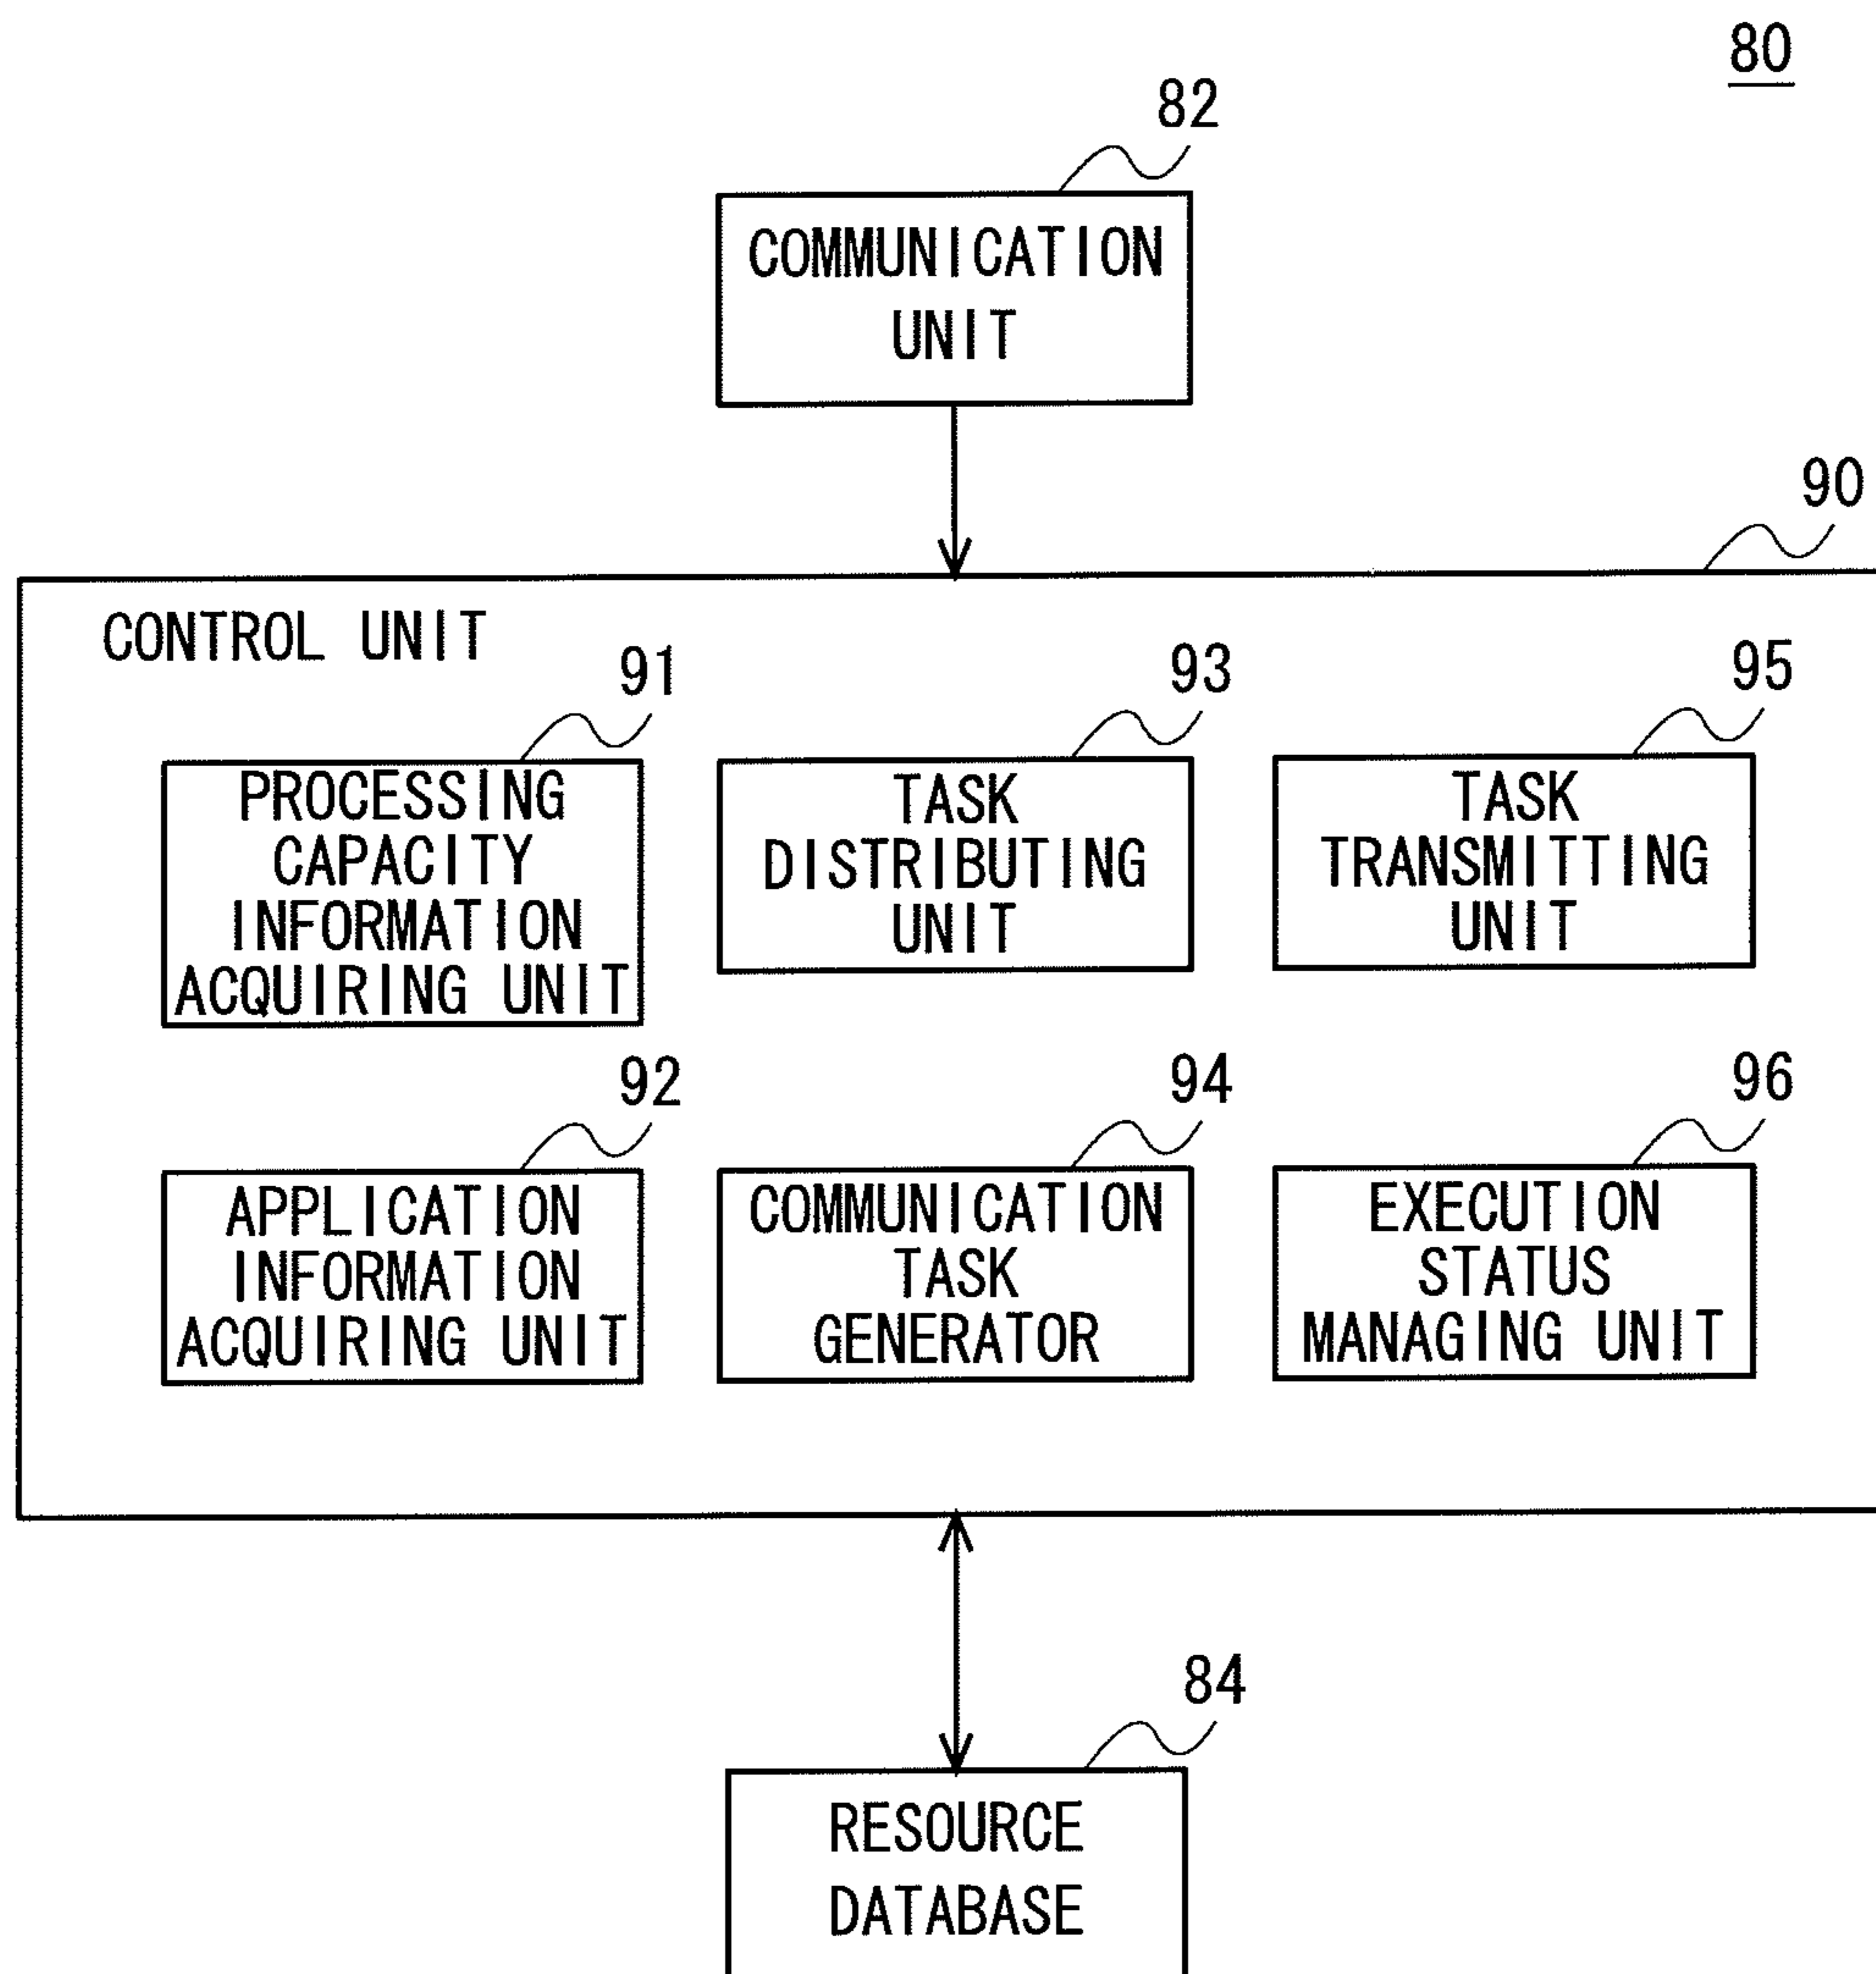 80
82
COMMUNICATION
UNIT
90
CONTROL UNIT
91
PROCESSING
CAPACITY
INFORMATION
ACQUIRING UNIT
93
TASK
DISTRIBUTING
UNIT
95
TASK
TRANSMITTING
UNIT
92
APPLICATION
INFORMATION
ACQUIRING UNIT
94
COMMUNICATION
TASK
GENERATOR
96
EXECUTION
STATUS
MANAGING UNIT
84
RESOURCE
DATABASE